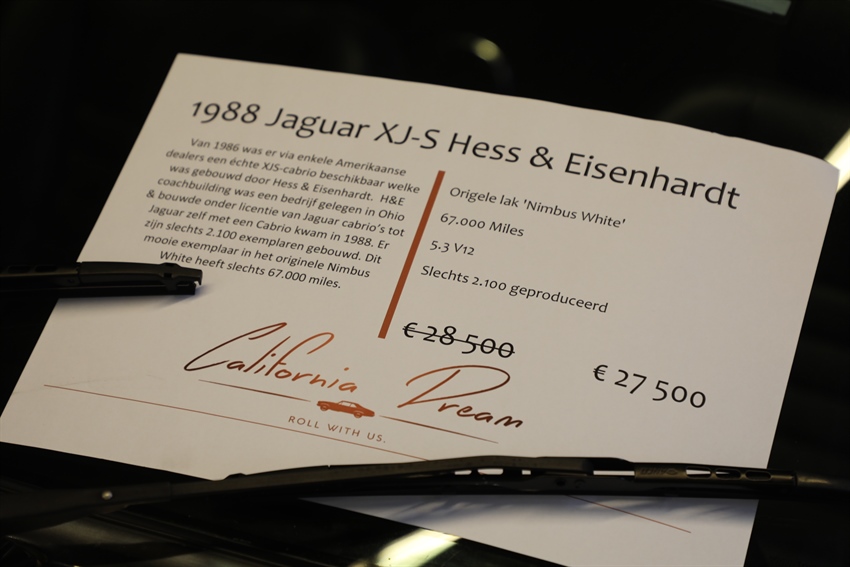 1988 Jaguar XJ-S Hess & Eisenhardt
Van 1986 was er via enkele Amerikaanse
dealers een échte XJS-cabrio beschikbaar welke
was gebouwd door Hess & Eisenhardt. H&E
coachbuilding was een bedrijf gelegen in Ohio
& bouwde onder licentie van Jaguar cabrio's tot
Jaguar zelf met een Cabrio kwam in 1988. Er
zijn slechts 2.100 exemplaren gebouwd. Dit
mooie exemplaar in het originele Nimbus
White heeft slechts 67.000 miles.
Origele lak 'Nimbus White'
67.000 Miles
5.3 V12
Slechts 2.100 geproduceerd
€ 28 500
€ 27 500
California Dream
ROLL WITH US.